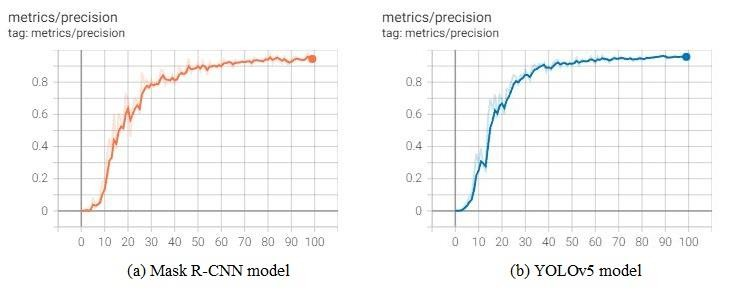 metrics/precision
tag: metrics/precision
0.8
0.6
0.4
0.2
0
0 10 20 30 40 50 60 70 80 90 100
(a) Mask R-CNN model
metrics/precision
tag: metrics/precision
0.8
0.6
0.4
0.2
0
0 10 20 30 40 50 60 70 80 90 100
(b) YOLOv5 model